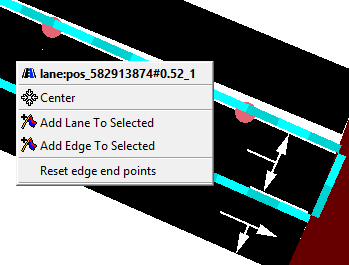 lane:pos_582913874#0.52_1
Center
Add Lane To Selected
Add Edge To Selected
Reset edge end points